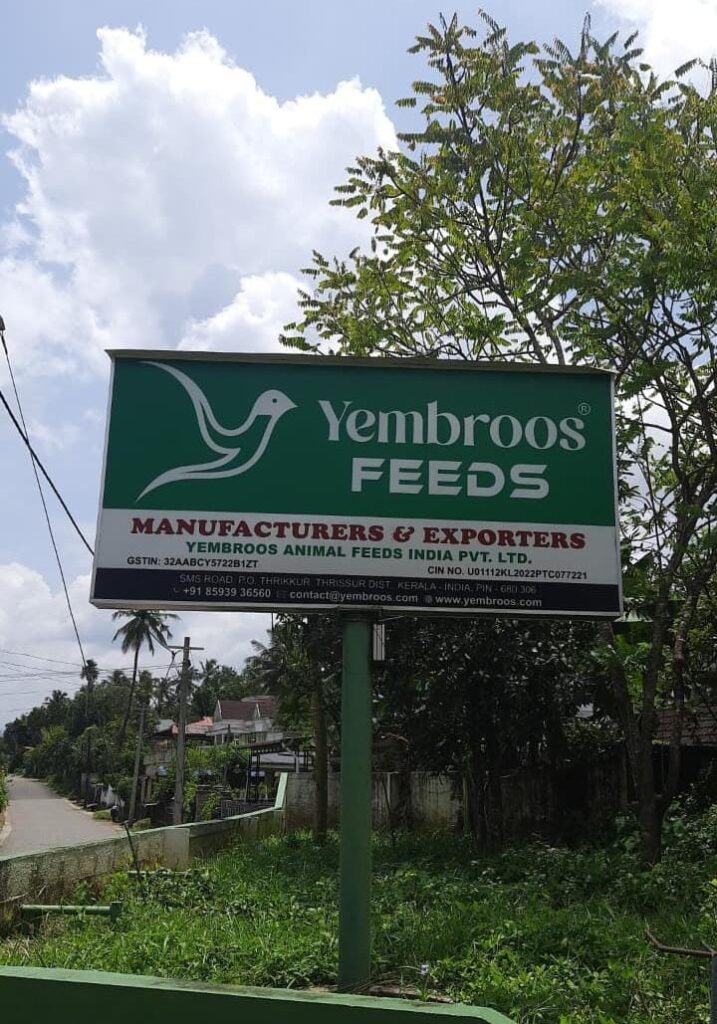 Yembroos®
FEEDS
MANUFACTURERS & EXPORTERS
YEMBROOS ANIMAL FEEDS INDIA PVT. LTD.
GSTIN: 32AABCY5722B1ZT
CIN NO. U01112KL2022PTC077221
SMS ROAD, P.O. THRIKKUR, THRISSUR DIST., KERALA - INDIA, PIN - 680 306
+91 85939 36560 contact@yembroos.com www.yembroos.com